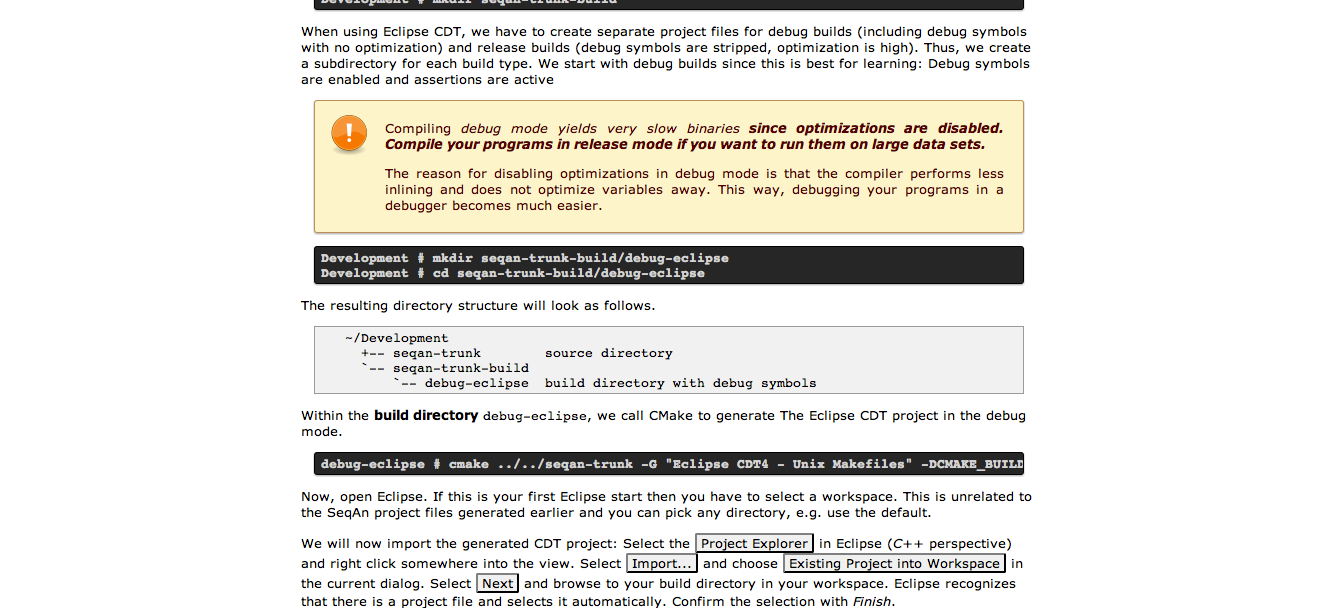 Development # mkdir seqan-trunk-build
When using Eclipse CDT, we have to create separate project files for debug builds (including debug symbols
with no optimization) and release builds (debug symbols are stripped, optimization is high). Thus, we create
a subdirectory for each build type. We start with debug builds since this is best for learning: Debug symbols
are enabled and assertions are active
Compiling debug mode yields very slow binaries since optimizations are disabled.
Compile your programs in release mode if you want to run them on large data sets.
The reason for disabling optimizations in debug mode is that the compiler performs less
inlining and does not optimize variables away. This way, debugging your programs in a
debugger becomes much easier.
Development # mkdir seqan-trunk-build/debug-eclipse
Development # cd seqan-trunk-build/debug-eclipse
The resulting directory structure will look as follows.
~/Development
+-- seqan-trunk        source directory
`-- seqan-trunk-build
`-- debug-eclipse  build directory with debug symbols
Within the build directory debug-eclipse, we call CMake to generate The Eclipse CDT project in the debug
mode.
debug-eclipse # cmake ../../seqan-trunk -G "Eclipse CDT4 - Unix Makefiles" -DCMAKE_BUILD
Now, open Eclipse. If this is your first Eclipse start then you have to select a workspace. This is unrelated to
the SeqAn project files generated earlier and you can pick any directory, e.g. use the default.
We will now import the generated CDT project: Select the Project Explorer in Eclipse (C++ perspective)
and right click somewhere into the view. Select Import... and choose Existing Project into Workspace in
the current dialog. Select Next and browse to your build directory in your workspace. Eclipse recognizes
that there is a project file and selects it automatically. Confirm the selection with Finish.